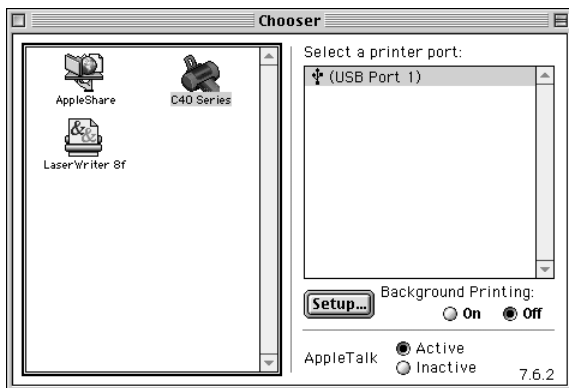 Chooser
AppleShare
C40 Series
LaserWriter 8f
Select a printer port:
(USB Port 1)
Setup...
Background Printing:
On Off
AppleTalk
Active
Inactive
7.6.2